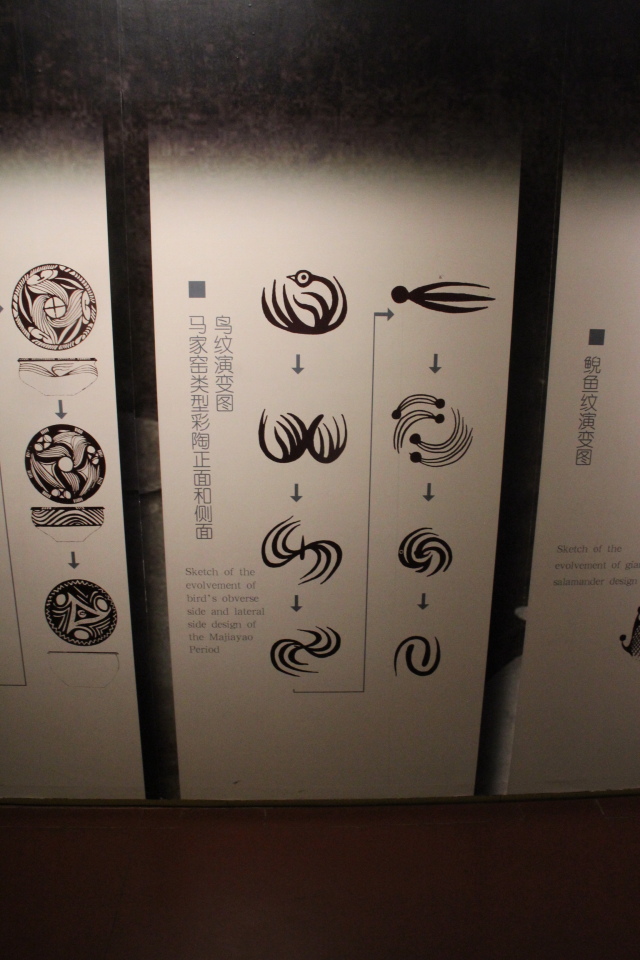 马家窑类型彩陶正面和侧面
鸟纹演变图
Sketch of the
evolvement of
bird's obverse
side and lateral
side design of
the Majiayao
Period
鲵鱼纹演变图
Sketch of the
evolvement of
salamander design